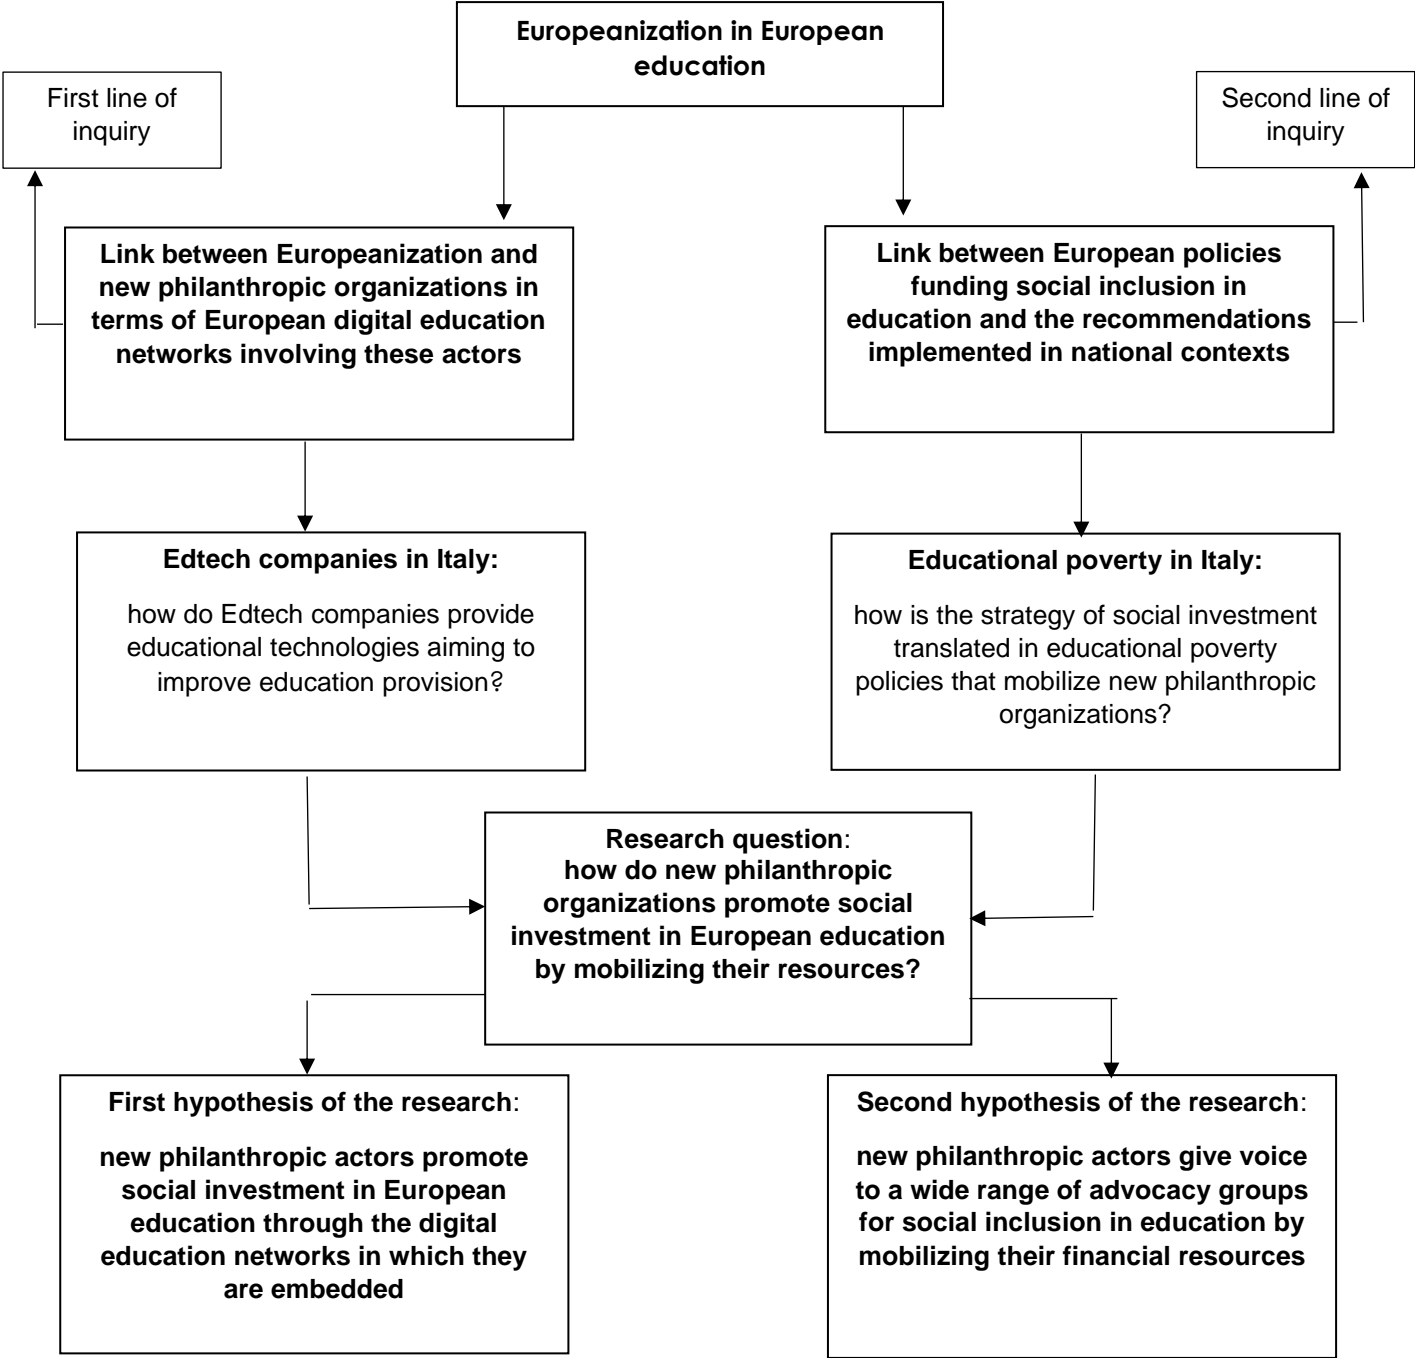 Europeanization in European
education
First line of
inquiry
Second line of
inquiry
Link between Europeanization and
new philanthropic organizations in
terms of European digital education
networks involving these actors
Link between European policies
funding social inclusion in
education and the recommendations
implemented in national contexts
Edtech companies in Italy:
how do Edtech companies provide
educational technologies aiming to
improve education provision?
Educational poverty in Italy:
how is the strategy of social investment
translated in educational poverty
policies that mobilize new philanthropic
organizations?
Research question:
how do new philanthropic
organizations promote social
investment in European education
by mobilizing their resources?
First hypothesis of the research:
new philanthropic actors promote
social investment in European
education through the digital
education networks in which they
are embedded
Second hypothesis of the research:
new philanthropic actors give voice
to a wide range of advocacy groups
for social inclusion in education by
mobilizing their financial resources